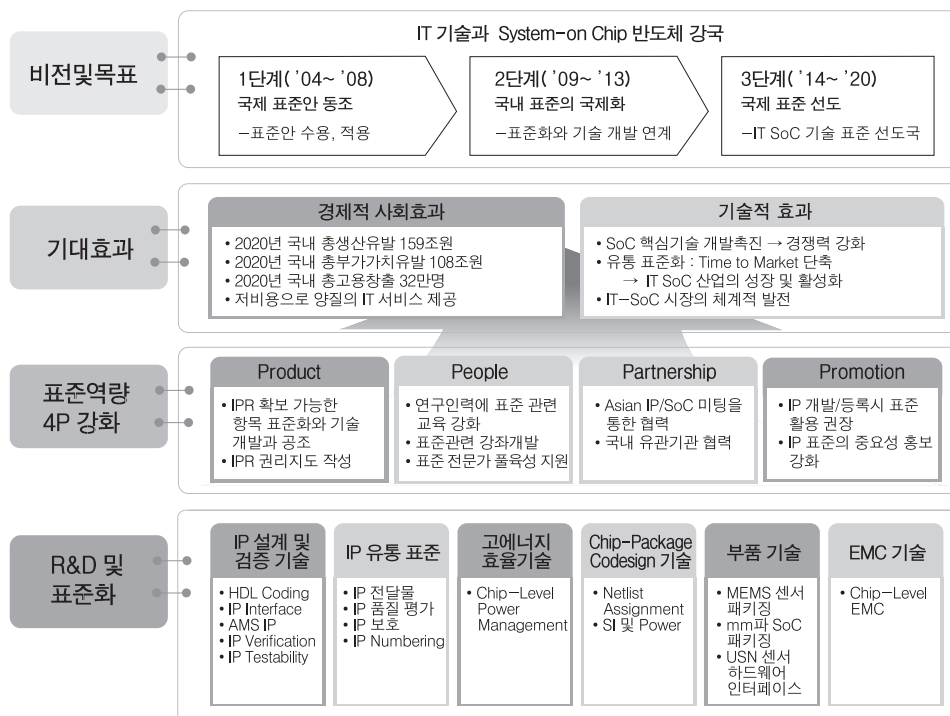 IT 기술과 System-on Chip 반도체 강국
비전및목표
1단계( ’04~ ’08)
국제 표준안 동조
-표준안 수용, 적용
2단계( ’09~ ’13)
국내 표준의 국제화
-표준화와 기술 개발 연계
3단계( ’14~ ’20)
국제 표준 선도
-IT SoC 기술 표준 선도국
기대효과
경제적 사회효과
• 2020년 국내 총생산유발 159조원
• 2020년 국내 총부가가치유발 108조원
• 2020년 국내 총고용창출 32만명
• 저비용으로 양질의 IT 서비스 제공
기술적 효과
• SoC 핵심기술 개발촉진 → 경쟁력 강화
• 유통 표준화 : Time to Market 단축
→ IT SoC 산업의 성장 및 활성화
• IT-SoC 시장의 체계적 발전
표준역량
4P 강화
Product
• IPR 확보 가능한
항목 표준화와 기술
개발과 공조
• IPR 권리지도 작성
People
• 연구인력에 표준 관련
교육 강화
• 표준관련 강좌개발
• 표준 전문가 풀육성 지원
Partnership
• Asian IP/SoC 미팅을
통한 협력
• 국내 유관기관 협력
Promotion
• IP 개발/등록시 표준
활용 권장
• IP 표준의 중요성 홍보
강화
R&D 및
표준화
IP 설계 및
검증 기술
• HDL Coding
• IP Interface
• AMS IP
• IP Verification
• IP Testability
IP 유통 표준
• IP 전달물
• IP 품질 평가
• IP 보호
• IP Numbering
고에너지
효율기술
• Chip-Level
Power
Management
Chip-Package
Codesign 기술
• Netlist
Assignment
• SI 및 Power
부품 기술
• MEMS 센서
패키징
• mm파 SoC
패키징
• USN 센서
하드웨어
인터페이스
EMC 기술
• Chip-Level
EMC